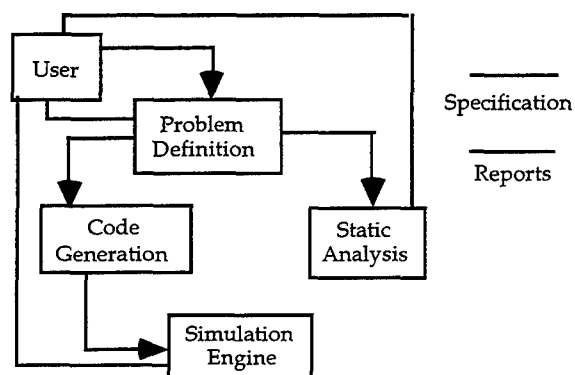 User
Specification
Problem
Definition
Reports
Code
Generation
Static
Analysis
Simulation
Engine